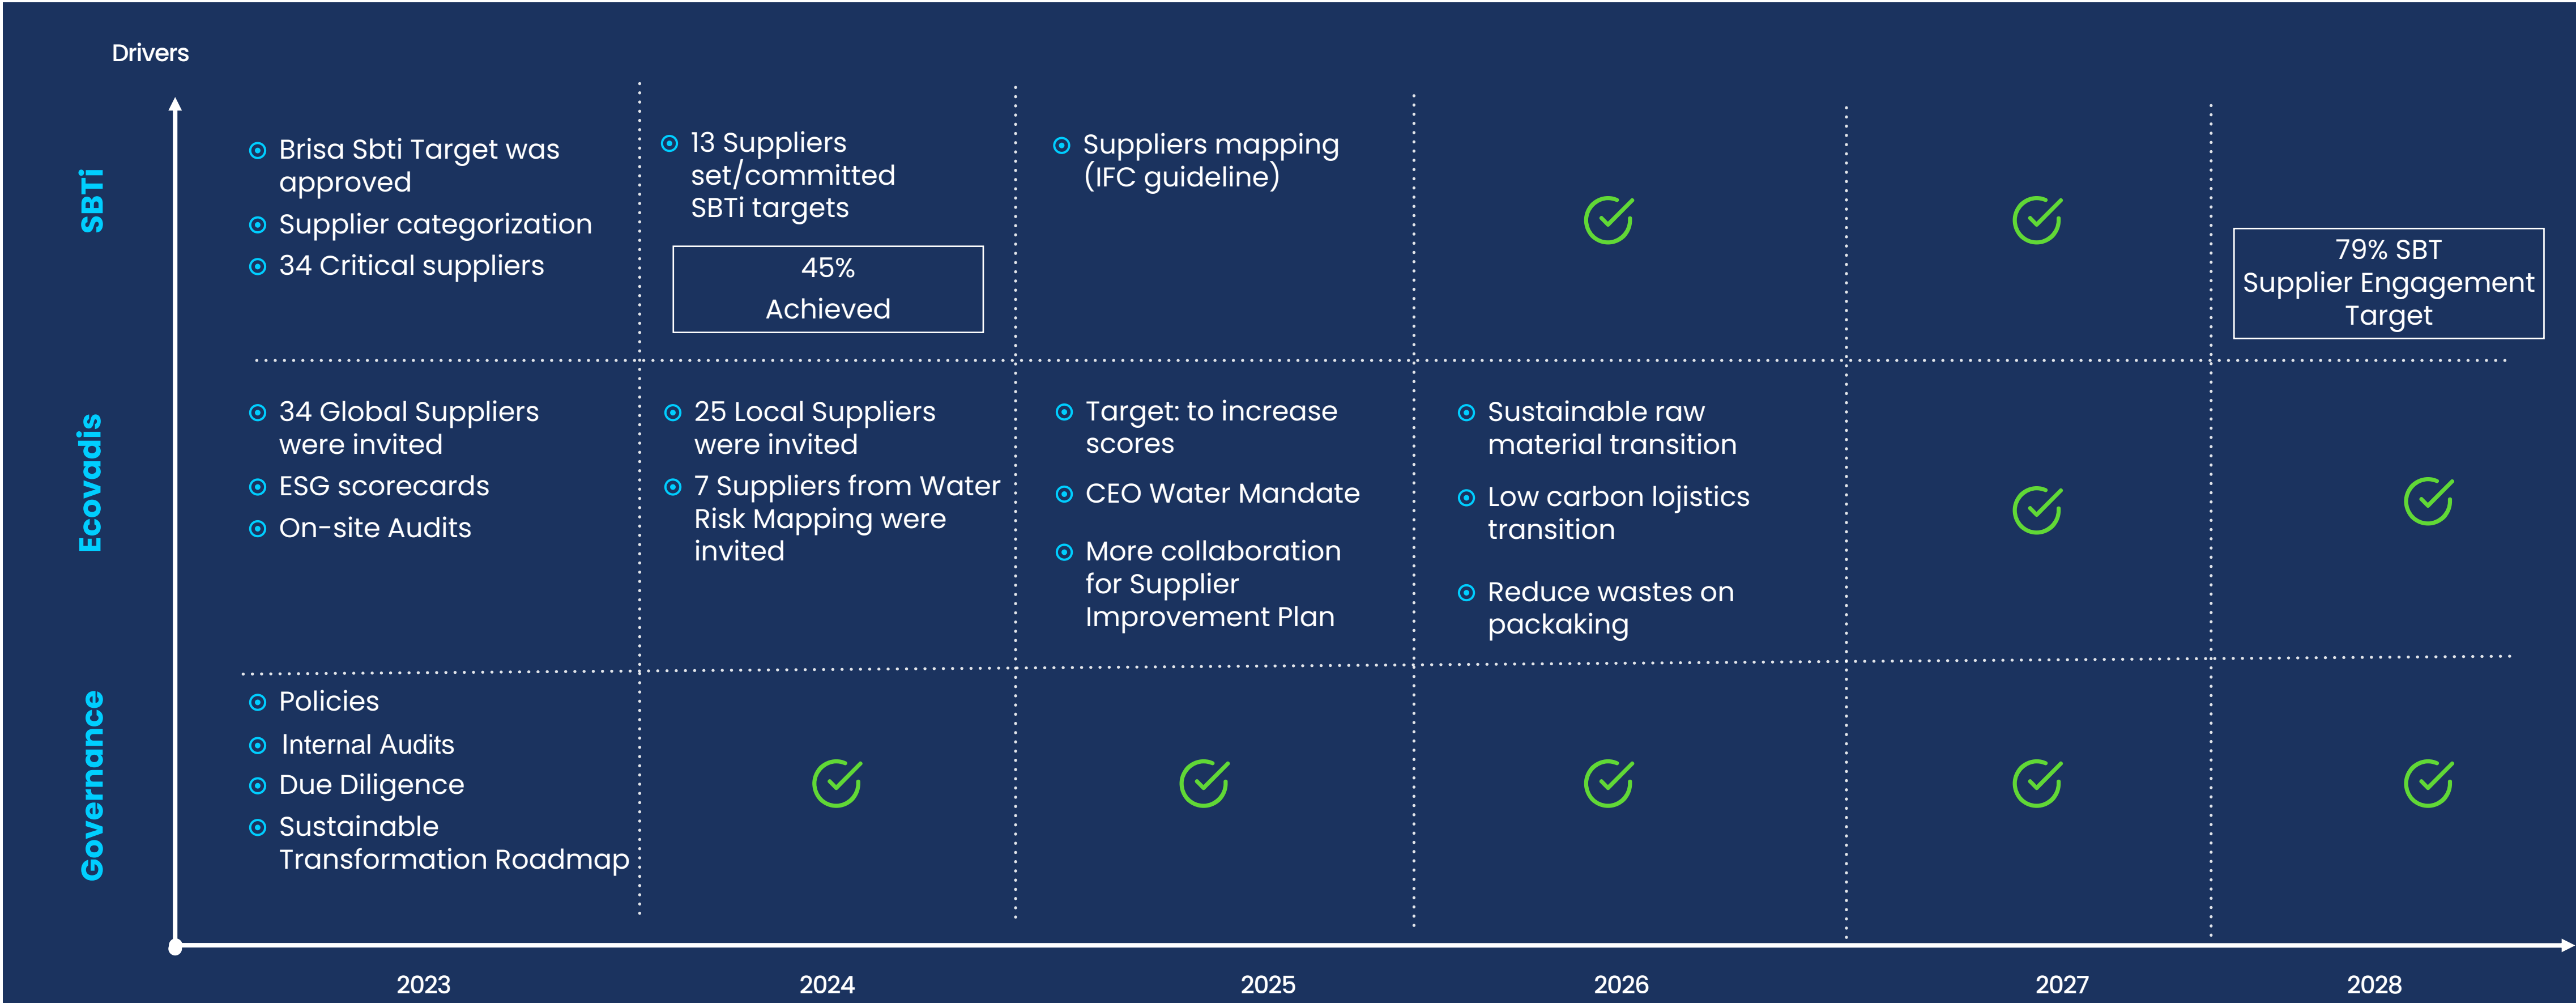 Drivers
SBTi
Brisa Sbti Target was
approved
Supplier categorization
34 Critical suppliers
13 Suppliers
set/committed
SBTi targets
45%
Achieved
Suppliers mapping
(IFC guideline)
79% SBT
Supplier Engagement
Target
Ecovadis
34 Global Suppliers
were invited
ESG scorecards
On-site Audits
25 Local Suppliers
were invited
7 Suppliers from Water
Risk Mapping were
invited
Target: to increase
scores
CEO Water Mandate
More collaboration
for Supplier
Improvement Plan
Sustainable raw
material transition
Low carbon lojistics
transition
Reduce wastes on
packaking
Governance
Policies
Internal Audits
Due Diligence
Sustainable
Transformation Roadmap
2023
2024
2025
2026
2027
2028